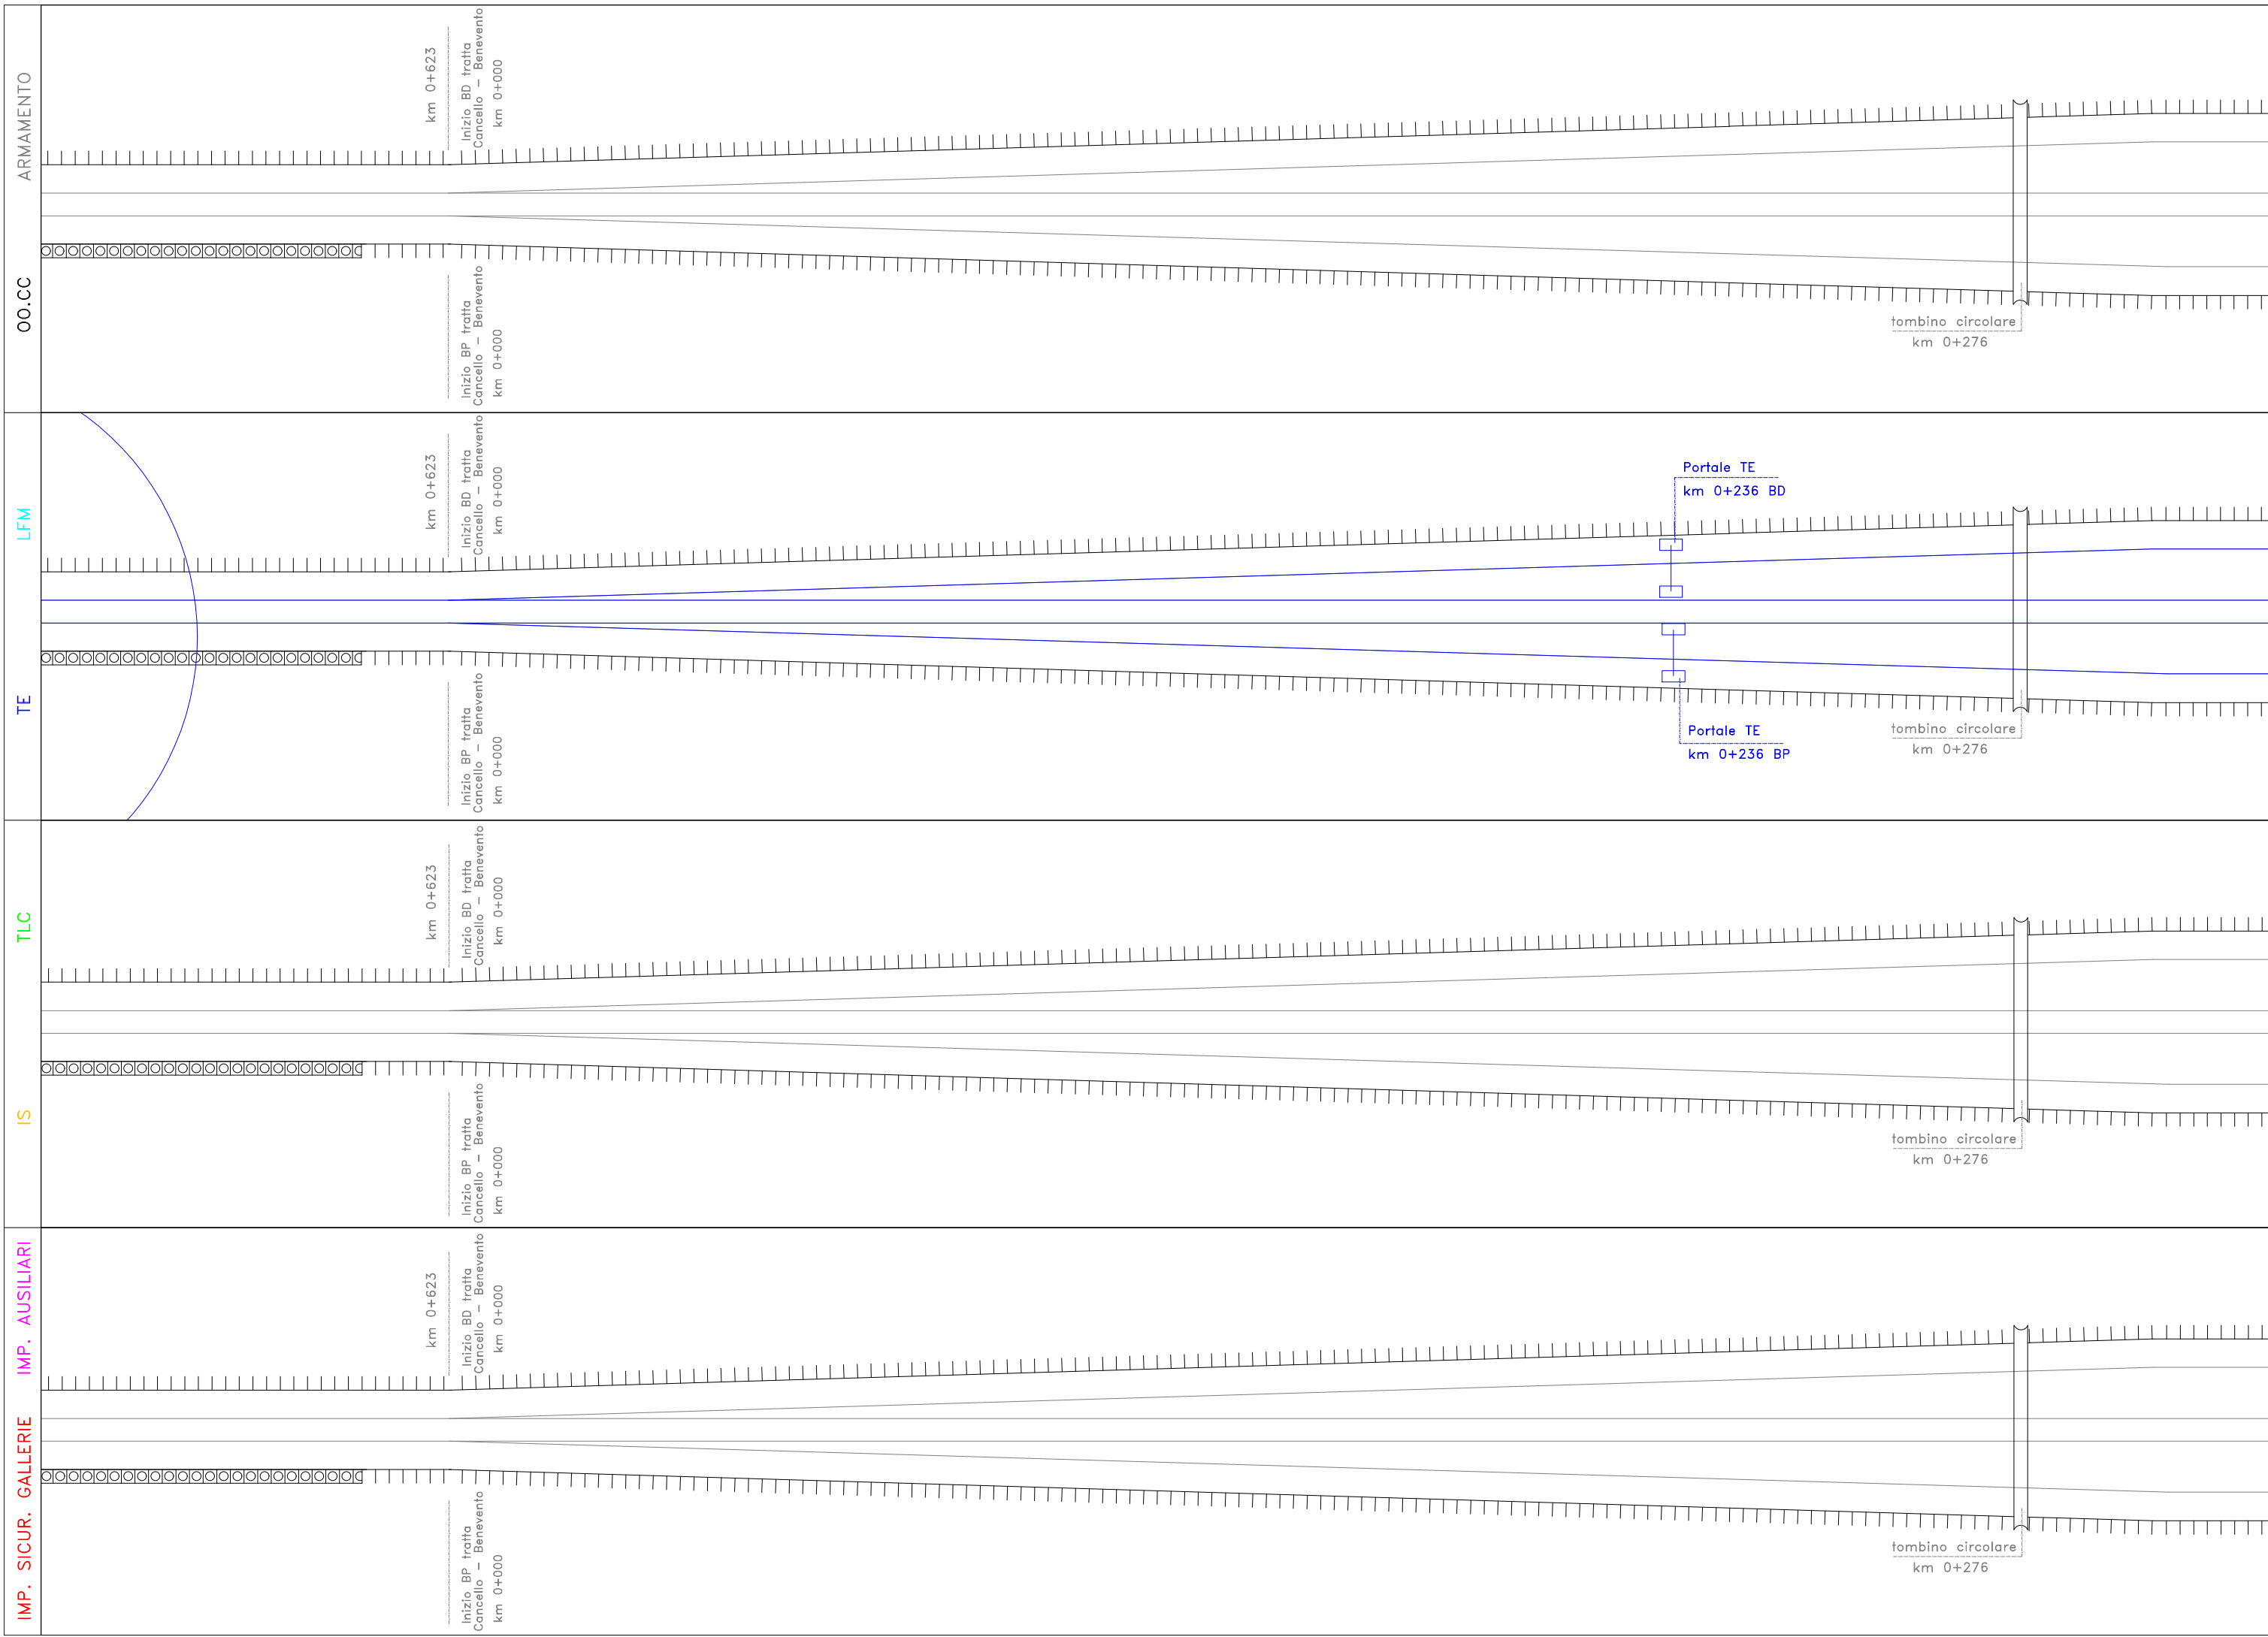 ARMAMENTO
OO.CC
km 0+623
Inizio BD tratta
Cancello – Benevento
km 0+000
Inizio BP tratta
Cancello – Benevento
km 0+000
tombino circolare
km 0+276
LFM
TE
km 0+623
Inizio BD tratta
Cancello – Benevento
km 0+000
Inizio BP tratta
Cancello – Benevento
km 0+000
Portale TE
km 0+236 BD
Portale TE
km 0+236 BP
tombino circolare
km 0+276
TLC
IS
km 0+623
Inizio BD tratta
Cancello – Benevento
km 0+000
Inizio BP tratta
Cancello – Benevento
km 0+000
tombino circolare
km 0+276
IMP. AUSILIARI
IMP. SICUR. GALLERIE
km 0+623
Inizio BD tratta
Cancello – Benevento
km 0+000
Inizio BP tratta
Cancello – Benevento
km 0+000
tombino circolare
km 0+276